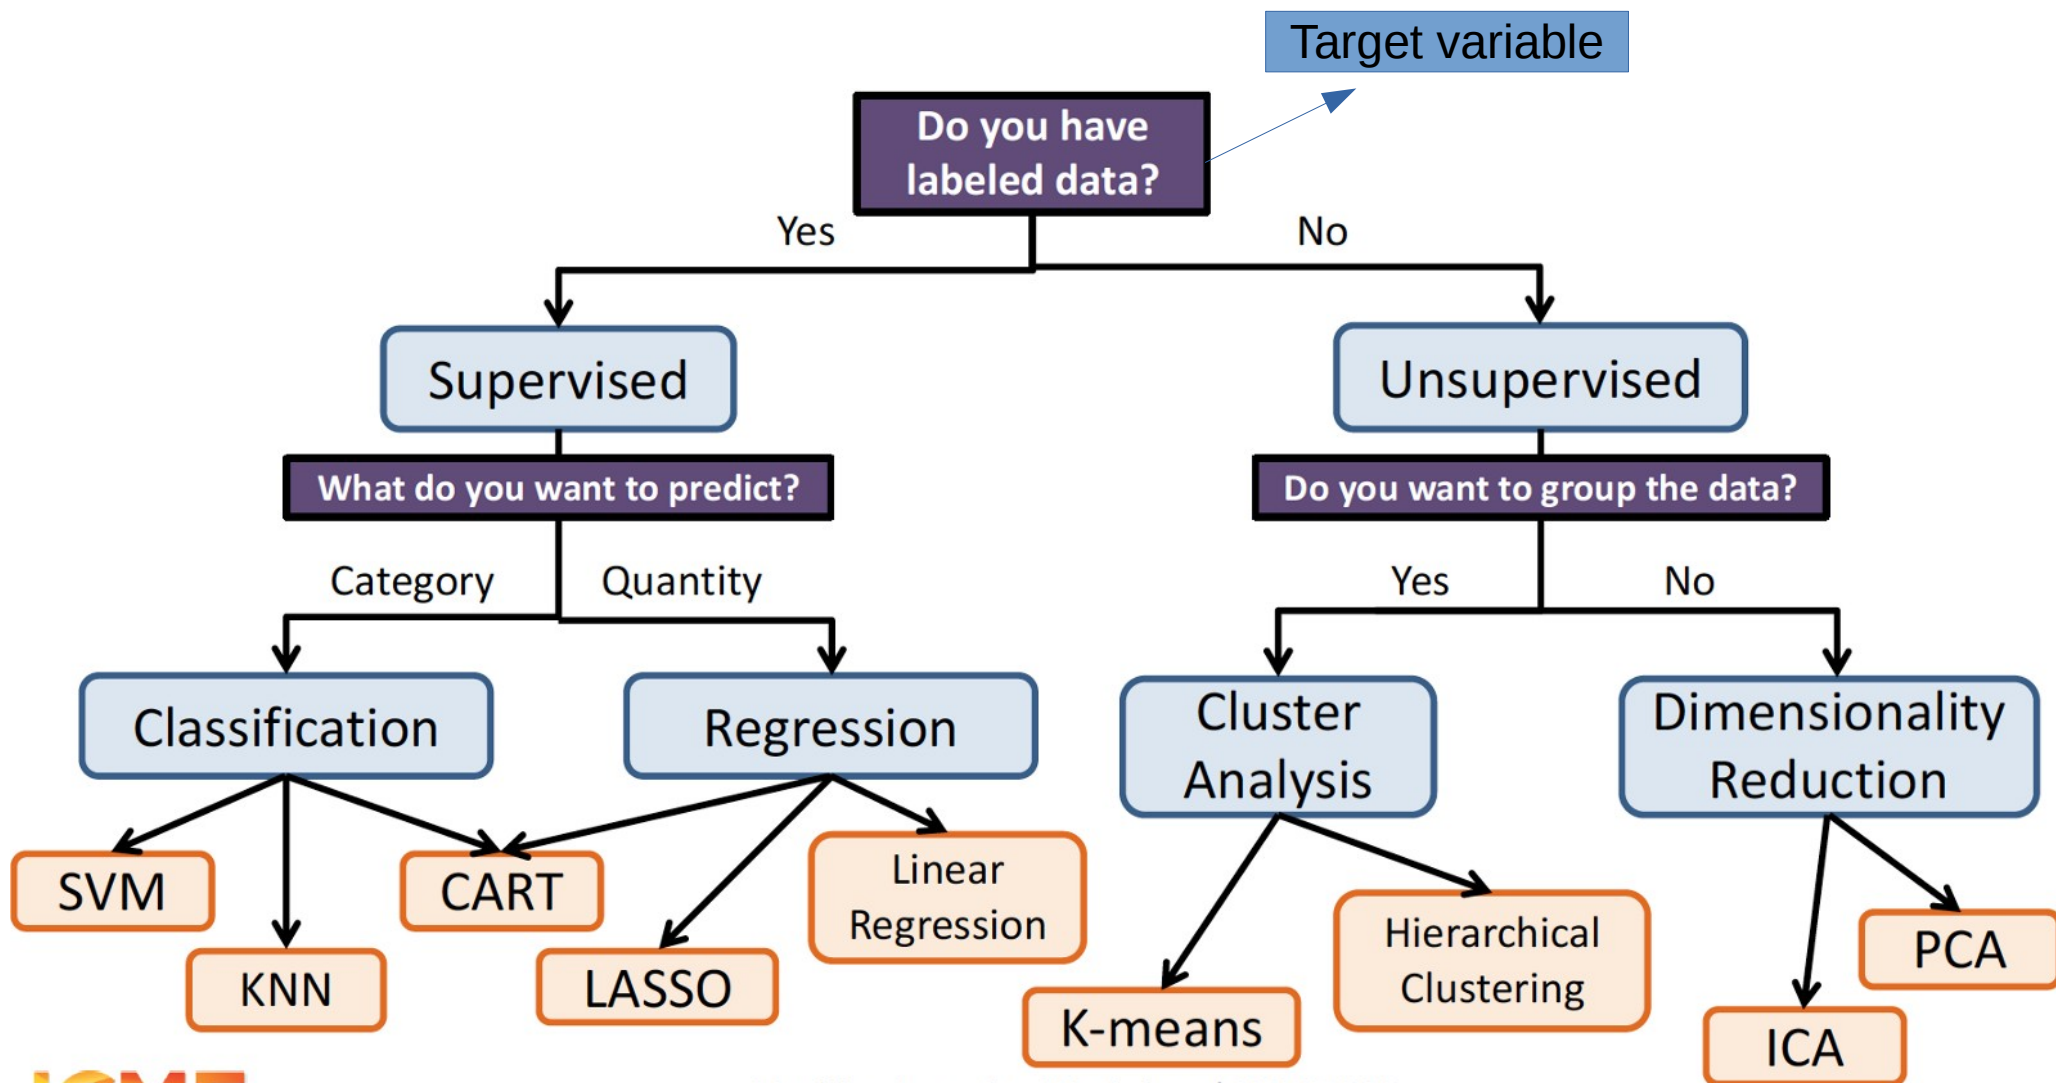 Target variable
Do you have
labeled data?
Yes
No
Supervised
Unsupervised
What do you want to predict?
Do you want to group the data?
Category
Quantity
Yes
No
Classification
Regression
Cluster
Analysis
Dimensionality
Reduction
SVM
CART
Linear
Regression
KNN
LASSO
Hierarchical
Clustering
PCA
K-means
ICA